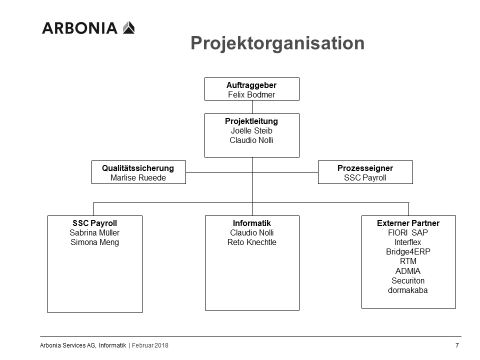 ARBONIA
Projektorganisation
Auftraggeber
Felix Bodmer
Projektleitung
Joëlle Steib
Claudio Nolli
Qualitätssicherung
Marlise Rueede
Prozesseigner
SSC Payroll
SSC Payroll
Sabrina Müller
Simona Meng
Informatik
Claudio Nolli
Reto Knechtle
Externer Partner
FIORI SAP
Interflex
Bridge4ERP
RTM
ADMIA
Securiton
dormakaba
Arbonia Services AG, Informatik | Februar 2018
7